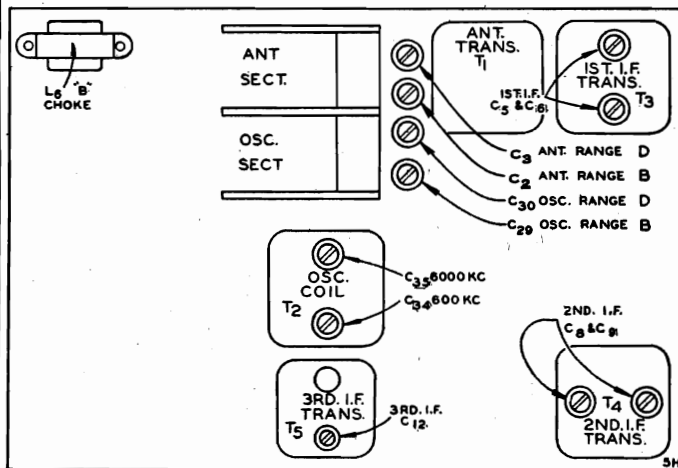 L6 "B"
CHOKE
ANT
SECT.
OSC.
SECT
ANT.
TRANS.
T1
1ST. I.F.
TRANS.
T3
1ST. I.F.
C5 & C6
C3 ANT. RANGE D
C2 ANT. RANGE B
C30 OSC. RANGE D
C29 OSC. RANGE B
OSC.
COIL
T2
C35 6000 KC
C34 600 KC
3RD. I.F.
TRANS.
T5
3RD. I.F.
C12
2ND. I.F.
C8 & C9
T4
2ND. I.F.
TRANS.